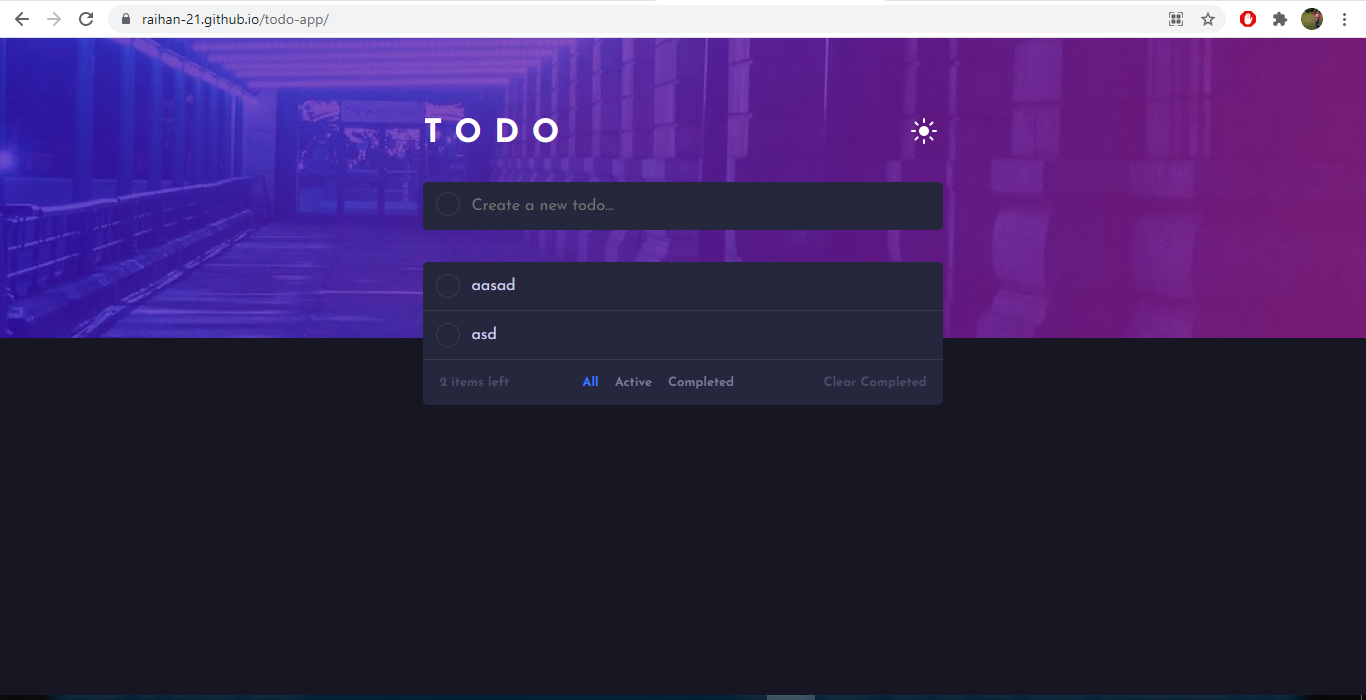 raihan-21.github.io/todo-app/
TODO
Create a new todo...
aasad
asd
2 items left All Active Completed Clear Completed